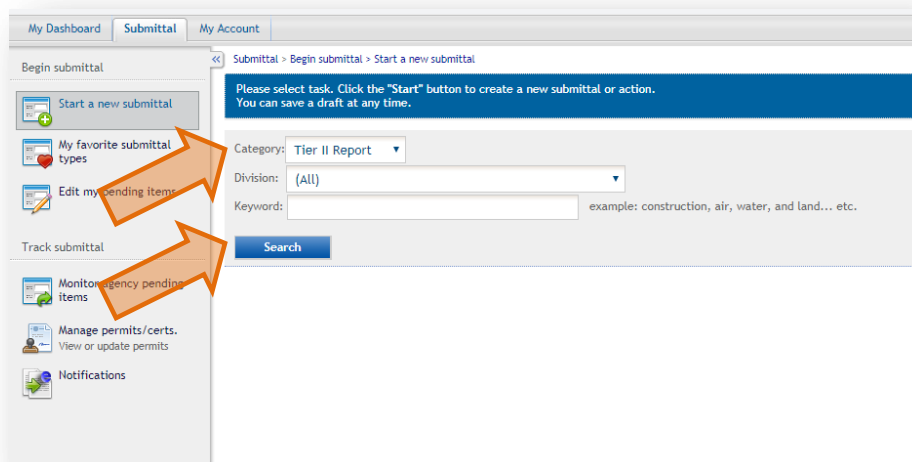 My Dashboard Submittal My Account
Begin submittal
Start a new submittal
My favorite submittal
types
Edit my pending items
Track submittal
Monitor agency pending
items
Manage permits/certs.
View or update permits
Notifications
«
Submittal > Begin submittal > Start a new submittal
Please select task. Click the "Start" button to create a new submittal or action.
You can save a draft at any time.
Category: Tier II Report
Division: (All)
Keyword: example: construction, air, water, and land... etc.
Search